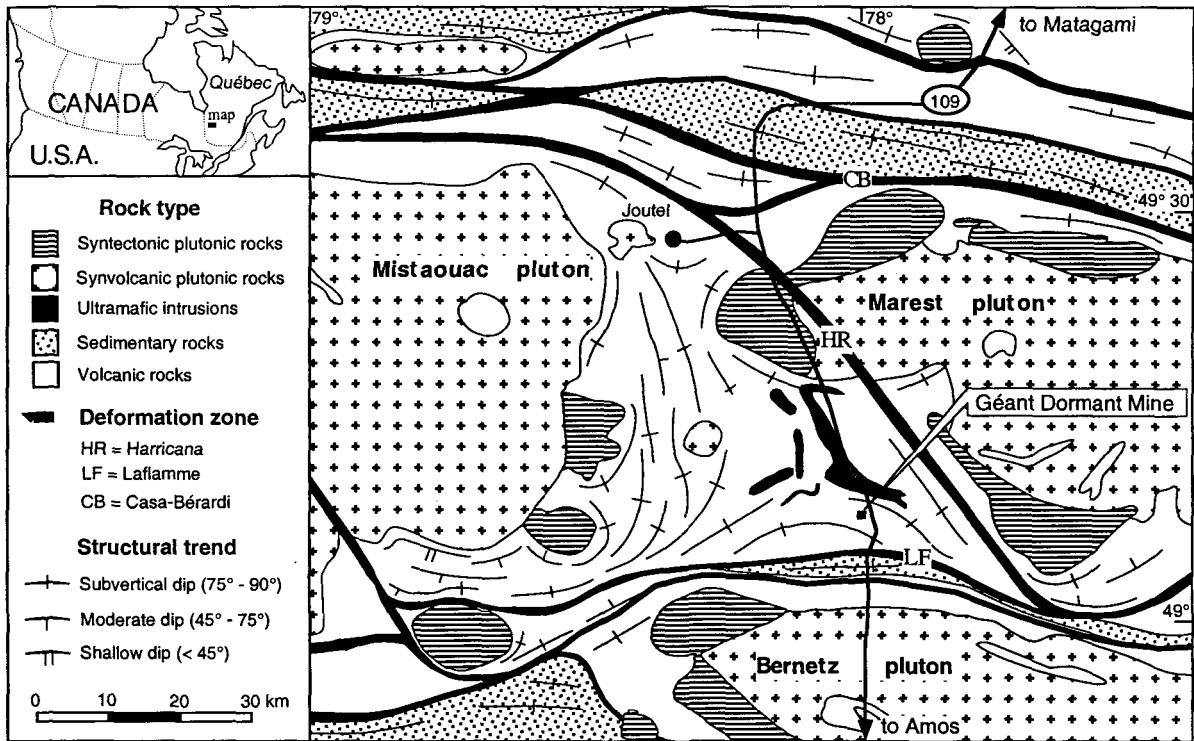 Québec
CANADA
map
U.S.A.
Rock type
Syntectonic plutonic rocks
Synvolcanic plutonic rocks
Ultramafic intrusions
Sedimentary rocks
Volcanic rocks
Deformation zone
HR = Harricana
LF = Laflamme
CB = Casa-Bérardi
Structural trend
Subvertical dip (75° - 90°)
Moderate dip (45° - 75°)
Shallow dip (< 45°)
0 10 20 30 km
79°
78°
to Matagami
109
CB
49° 30'
Joutel
Mistaouac pluton
Marest pluton
HR
Géant Dormant Mine
LF
49°
Bernetz pluton
to Amos